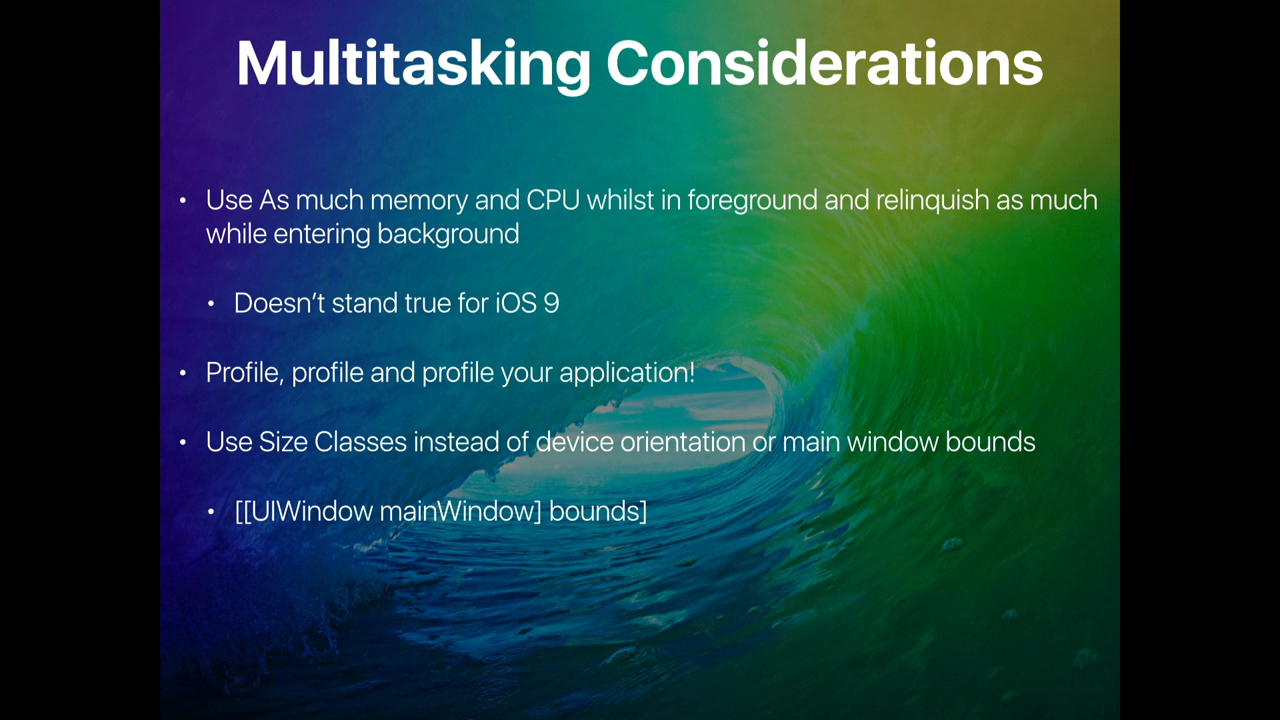 Multitasking Considerations
• Use As much memory and CPU whilst in foreground and relinquish as much
while entering background
• Doesn’t stand true for iOS 9
• Profile, profile and profile your application!
• Use Size Classes instead of device orientation or main window bounds
• [[UIWindow mainWindow] bounds]